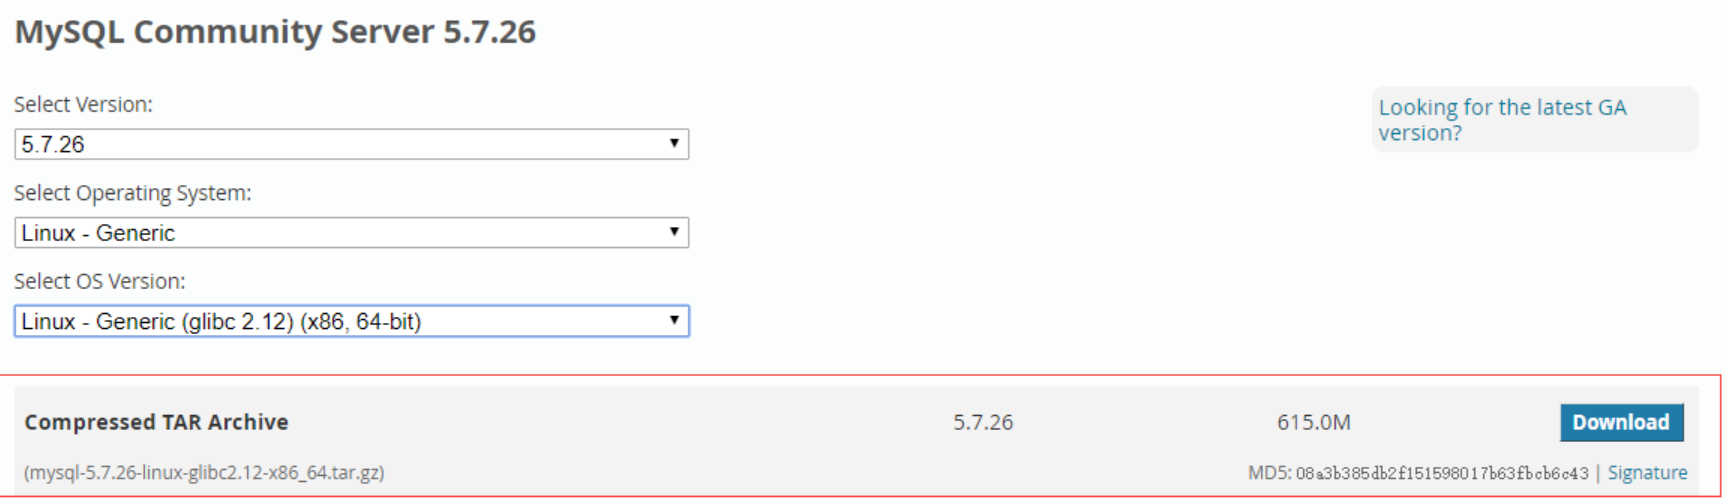 MySQL Community Server 5.7.26
Select Version:
5.7.26
Looking for the latest GA
version?
Select Operating System:
Linux - Generic
Select OS Version:
Linux - Generic (glibc 2.12) (x86, 64-bit)
Compressed TAR Archive 5.7.26 615.0M Download
(mysql-5.7.26-linux-glibc2.12-x86_64.tar.gz) MD5: 08a3b385db2f151598017b63fbcb6c43 | Signature